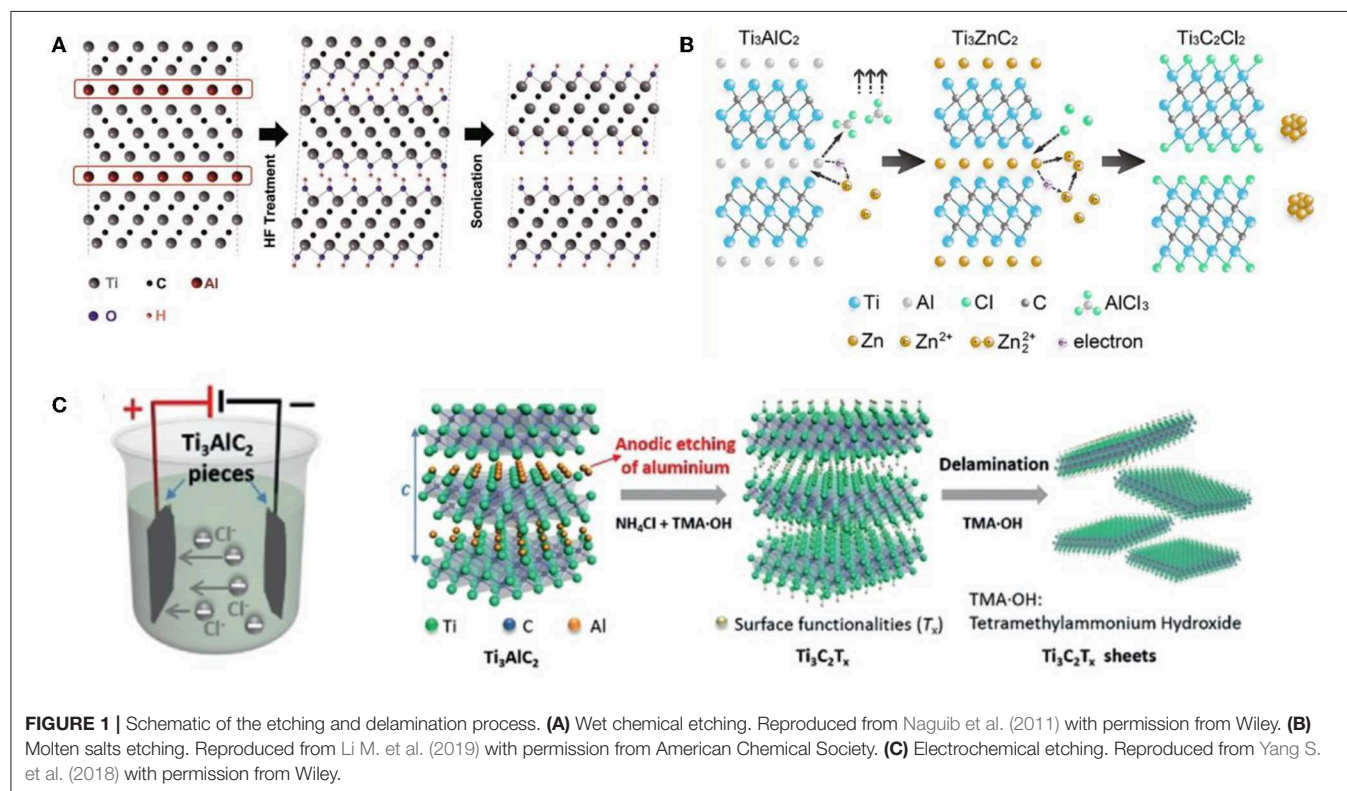 A
HF Treatment
Sonication
Ti
C
Al
O
H
B
Ti₃AlC₂
Ti₃ZnC₂
Ti₃C₂Cl₂
Ti
Al
Cl
C
AlCl₃
Zn
Zn²⁺
Zn₂²⁺
electron
C
+
−
Ti₃AlC₂
pieces
Cl⁻
Cl⁻
Cl⁻
c
Anodic etching
of aluminium
NH₄Cl + TMA·OH
Delamination
TMA·OH
Ti
C
Al
Ti₃AlC₂
Surface functionalities (Tₓ)
Ti₃C₂Tₓ
TMA·OH:
Tetramethylammonium Hydroxide
Ti₃C₂Tₓ sheets
FIGURE 1 | Schematic of the etching and delamination process. (A) Wet chemical etching. Reproduced from Naguib et al. (2011) with permission from Wiley. (B)
Molten salts etching. Reproduced from Li M. et al. (2019) with permission from American Chemical Society. (C) Electrochemical etching. Reproduced from Yang S.
et al. (2018) with permission from Wiley.